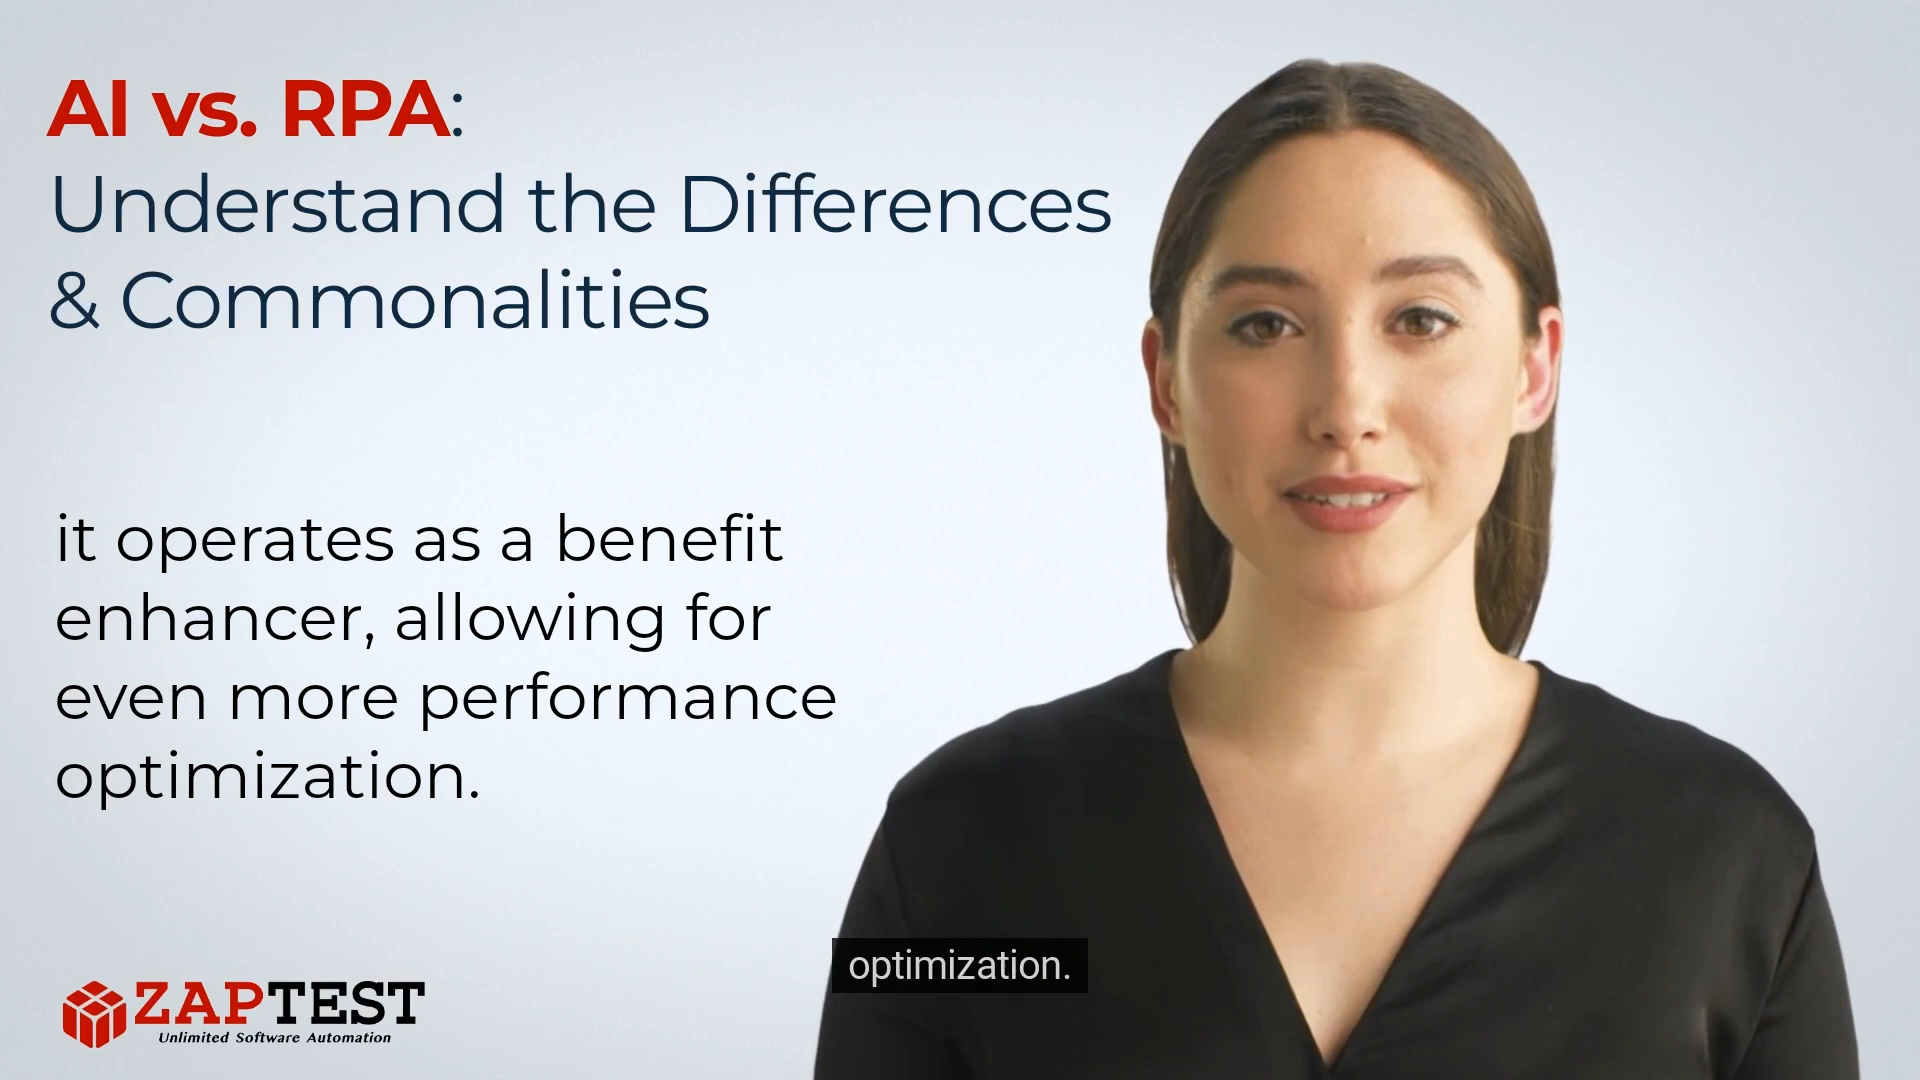 AI vs. RPA:
Understand the Differences
& Commonalities
it operates as a benefit
enhancer, allowing for
even more performance
optimization.
optimization.
ZAPTEST
Unlimited Software Automation